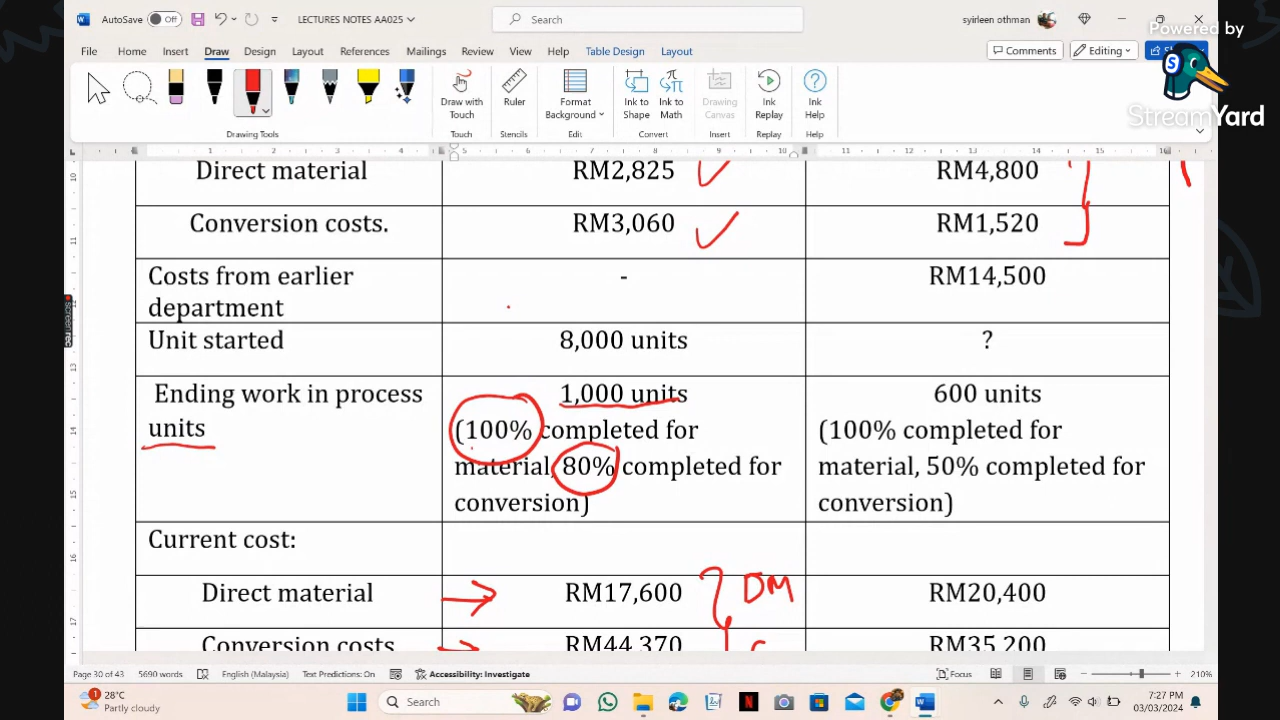 AutoSave Off LECTURES NOTES AA025 Search syirleen othman
Powered by
StreamYard
File Home Insert Draw Design Layout References Mailings Review View Help Table Design Layout Comments Editing
Draw with Touch Ruler Format Background Ink to Shape Ink to Math Drawing Canvas Ink Replay Ink Help
Drawing Tools Touch Stencils Edit Convert Insert Replay Help
Direct material RM2,825 RM4,800
Conversion costs. RM3,060 RM1,520
Costs from earlier department - RM14,500
Unit started 8,000 units ?
Ending work in process units
1,000 units
(100% completed for
material, 80% completed for
conversion)
600 units
(100% completed for
material, 50% completed for
conversion)
Current cost:
Direct material RM17,600 DM RM20,400
Conversion costs RM44,370 RM35,200
Page 30 of 43 5690 words English (Malaysia) Text Predictions: On Accessibility: Investigate Focus 210%
28°C
Partly cloudy
Search
7:27 PM
03/03/2024